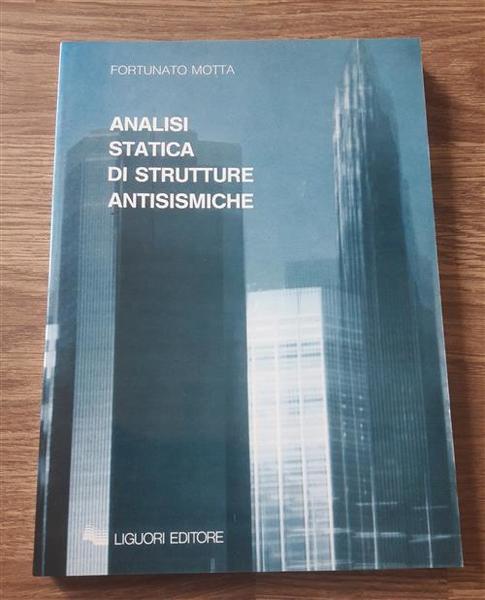 FORTUNATO MOTTA
ANALISI
STATICA
DI STRUTTURE
ANTISISMICHE
LIGUORI EDITORE